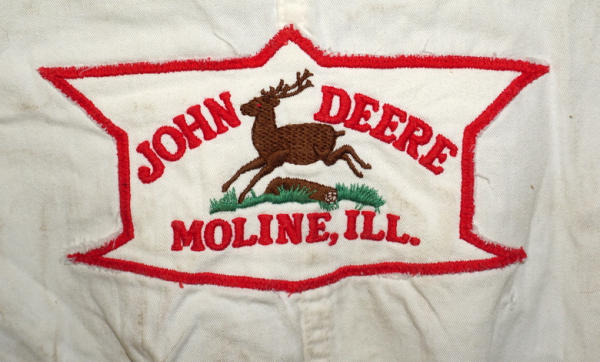 JOHN DEERE
MOLINE, ILL.